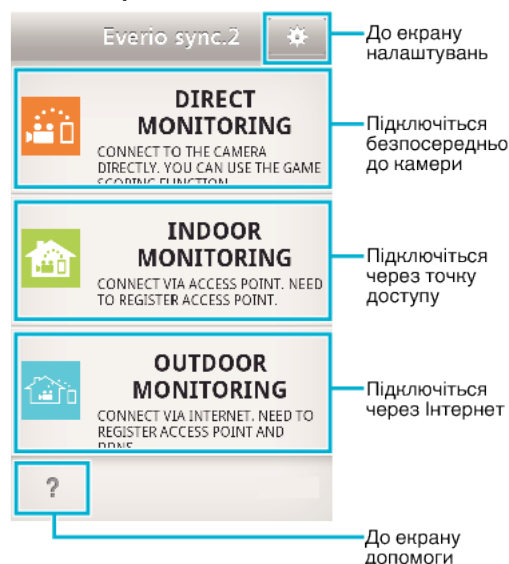 Everio sync.2
До екрану
налаштувань
DIRECT
MONITORING
CONNECT TO THE CAMERA
DIRECTLY. YOU CAN USE THE GAME
SCORING FUNCTION
Підключіться
безпосередньо
до камери
INDOOR
MONITORING
CONNECT VIA ACCESS POINT. NEED
TO REGISTER ACCESS POINT.
Підключіться
через точку
доступу
OUTDOOR
MONITORING
CONNECT VIA INTERNET. NEED TO
REGISTER ACCESS POINT AND
Підключіться
через Інтернет
?
До екрану
допомоги